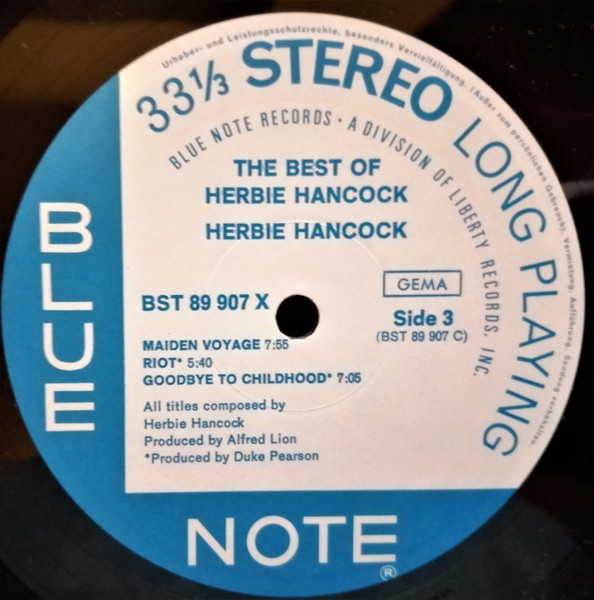 Urheber- und Leistungsschutzrechte, besonders Vervielfältigung, (Außer zum persönlichen Gebrauch), Vermietung, Aufführung, Sendung vorbehalten.
33⅓ STEREO LONG PLAYING
BLUE NOTE RECORDS · A DIVISION OF LIBERTY RECORDS, INC.
THE BEST OF
HERBIE HANCOCK
HERBIE HANCOCK
BLUE
GEMA
BST 89 907 X
Side 3
(BST 89 907 C)
MAIDEN VOYAGE 7:55
RIOT* 5:40
GOODBYE TO CHILDHOOD* 7:05
All titles composed by
Herbie Hancock
Produced by Alfred Lion
*Produced by Duke Pearson
NOTE
®